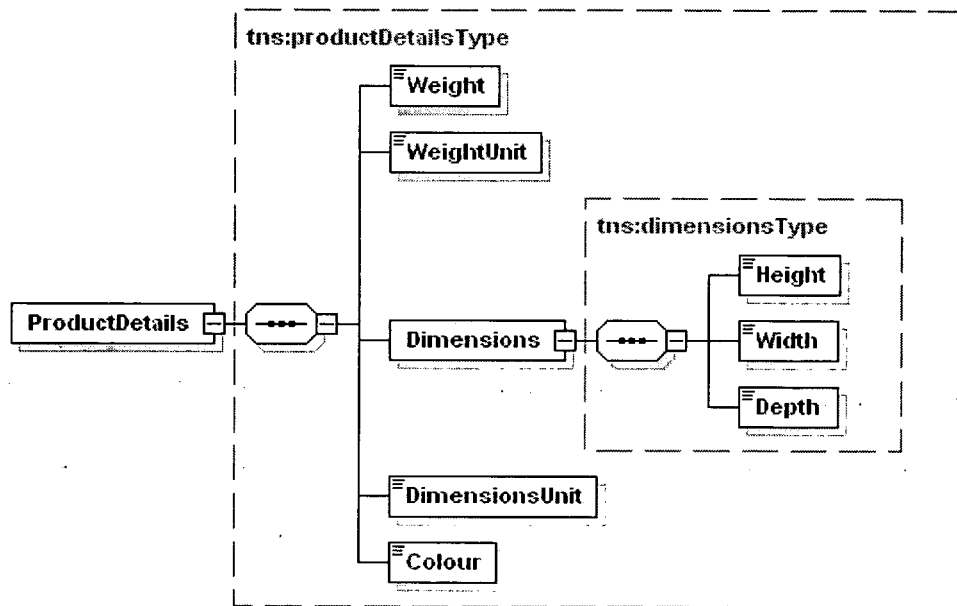 tns:productDetailsType
Weight
WeightUnit
tns:dimensionsType
Height
ProductDetails
Dimensions
Width
Depth
DimensionsUnit
Colour